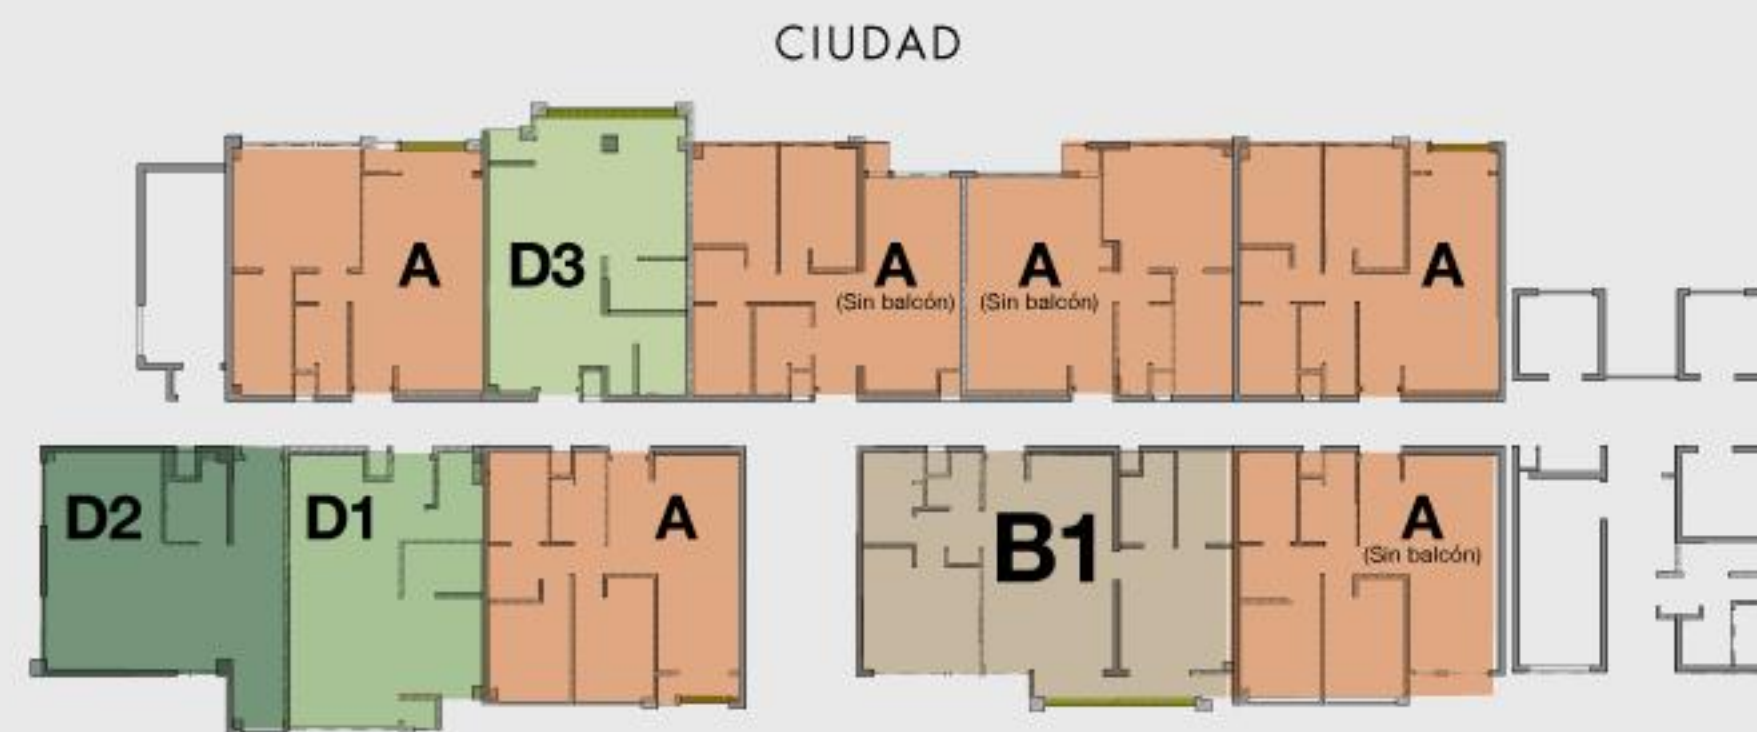 CIUDAD
A
D3
A
(Sin balcón)
A
(Sin balcón)
A
D2
D1
A
B1
A
(Sin balcón)